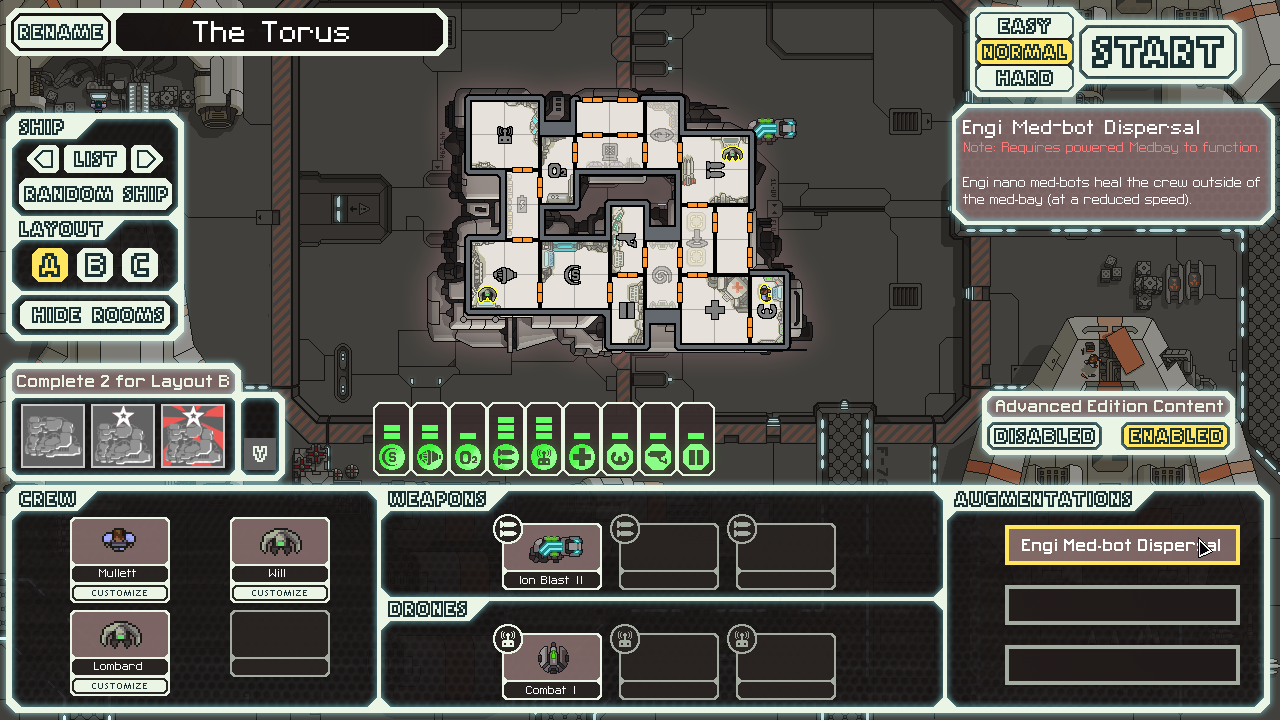 RENAME
The Torus
EASY
NORMAL
HARD
START
SHIP
LIST
RANDOM SHIP
LAYOUT
A B C
HIDE ROOMS
Engi Med-bot Dispersal
Note: Requires powered Medbay to function.
Engi nano med-bots heal the crew outside of
the med-bay (at a reduced speed).
Complete 2 for Layout B
V
S O2
Advanced Edition Content
DISABLED ENABLED
CREW
Mullett
CUSTOMIZE
Will
CUSTOMIZE
Lombard
CUSTOMIZE
WEAPONS
Ion Blast II
DRONES
Combat I
AUGMENTATIONS
Engi Med-bot Dispersal